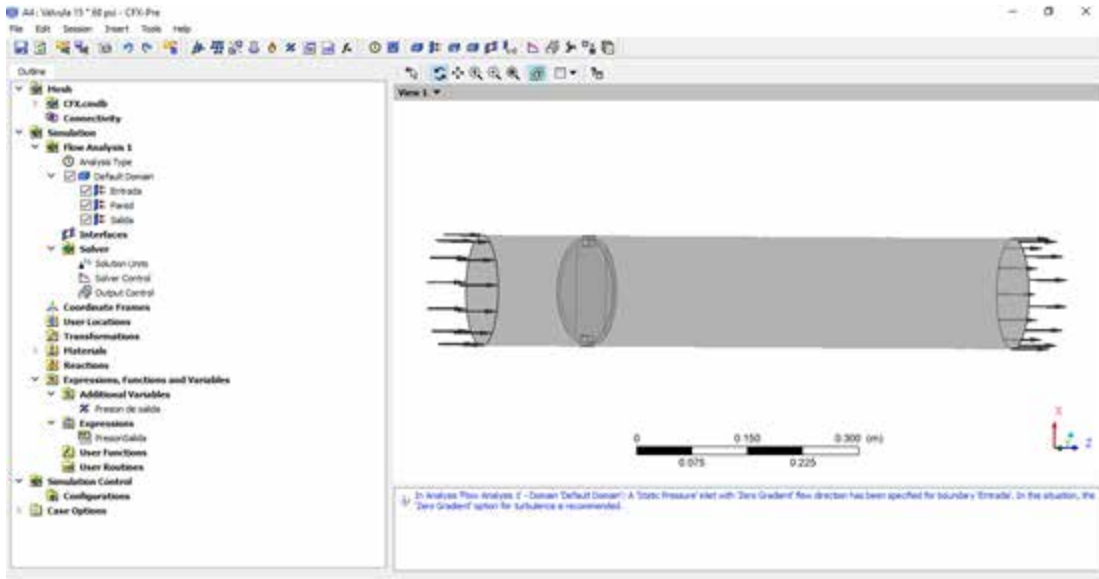 A4: Valvula 15 ° 60 psi - CFX-Pre
File Edit Session Insert Tools Help
Outline
Mesh
CFX.cmdb
Connectivity
Simulation
Flow Analysis 1
Analysis Type
Default Domain
Entrada
Pared
Salida
Interfaces
Solver
Solution Units
Solver Control
Output Control
Coordinate Frames
User Locations
Transformations
Materials
Reactions
Expressions, Functions and Variables
Additional Variables
Presion de salida
Expressions
PresionSalida
User Functions
User Routines
Simulation Control
Configurations
Case Options
View 1
0 0.150 0.300 (m)
0.075 0.225
X
Y
Z
In Analysis 'Flow Analysis 1' - Domain 'Default Domain': A 'Static Pressure' inlet with 'Zero Gradient' flow direction has been specified for boundary 'Entrada'. In this situation, the
'Zero Gradient' option for turbulence is recommended.